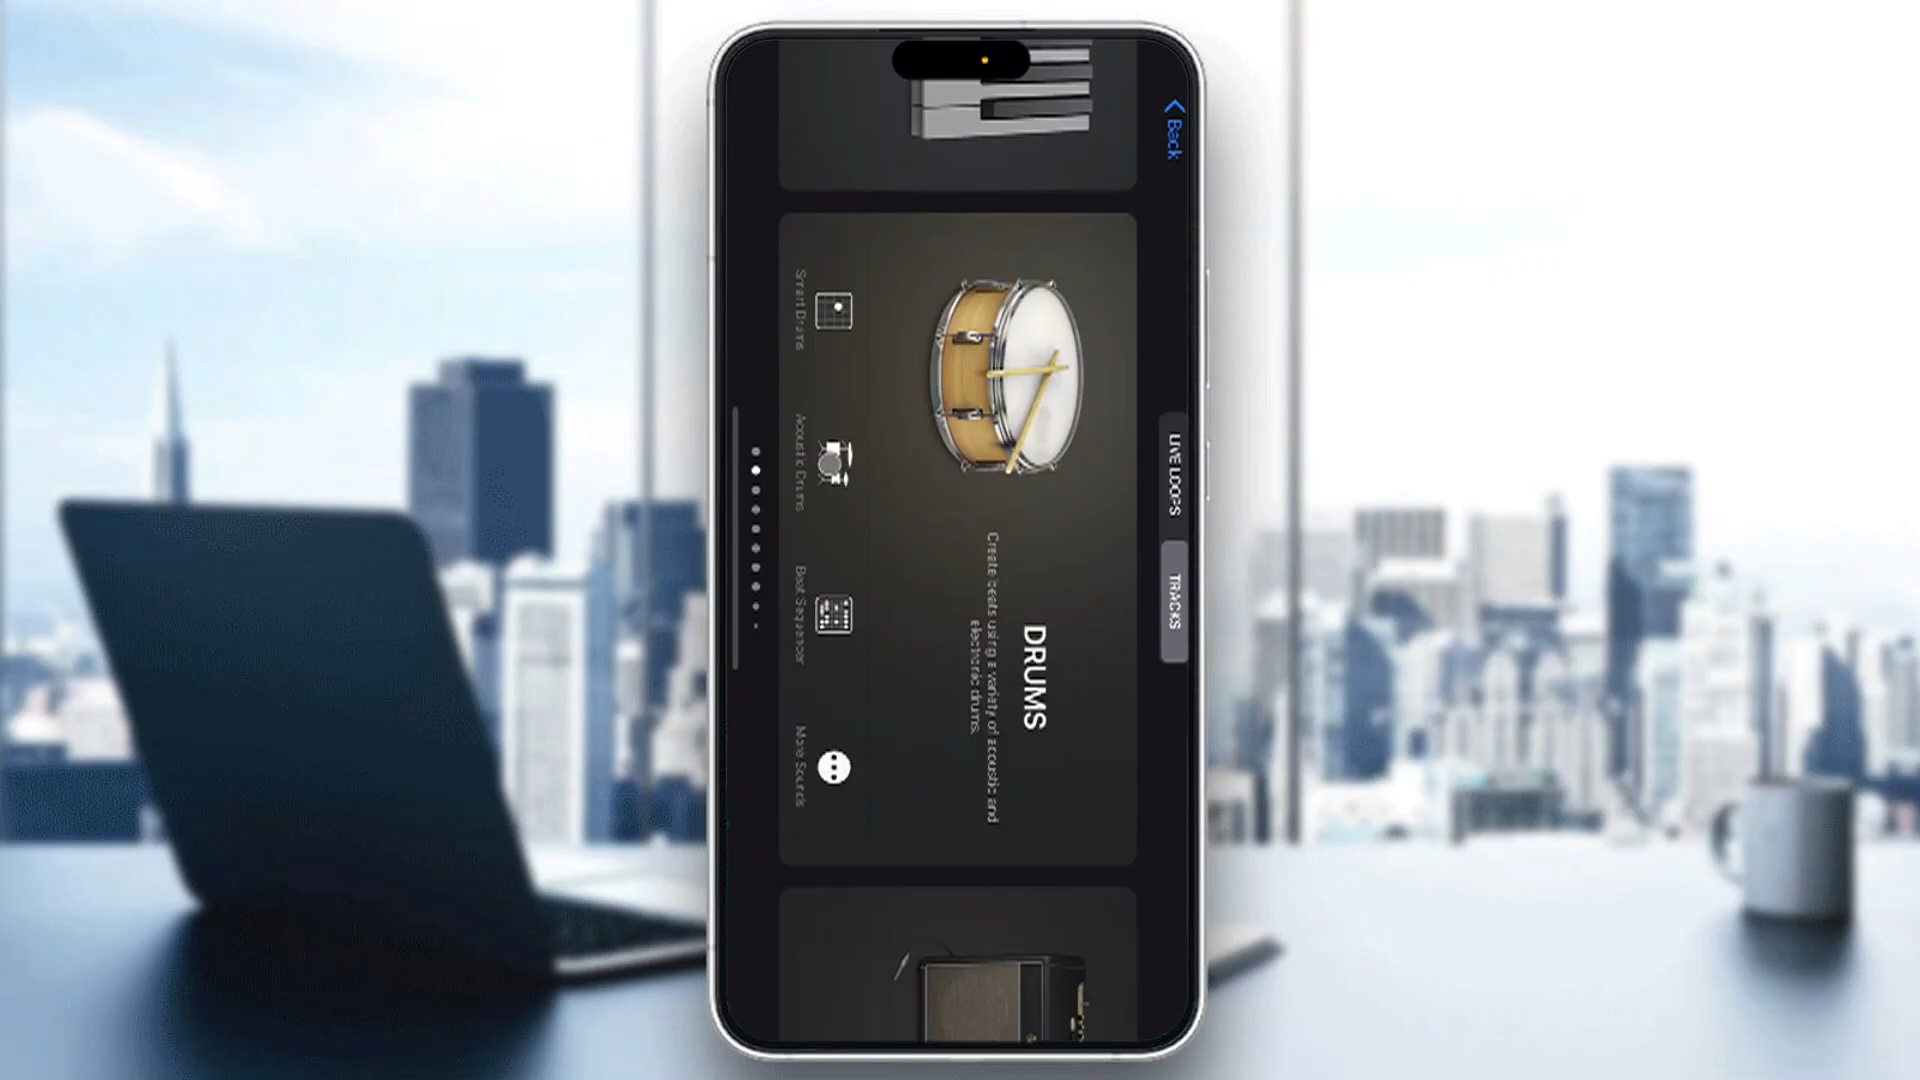 Back
LIVE LOOPS
TRACKS
DRUMS
Create beats using a variety of acoustic and
electronic drums.
Smart Drums
Acoustic Drums
Beat Sequencer
More Sounds